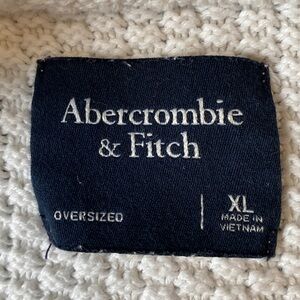 Abercrombie
& Fitch
OVERSIZED
XL
MADE IN
VIETNAM